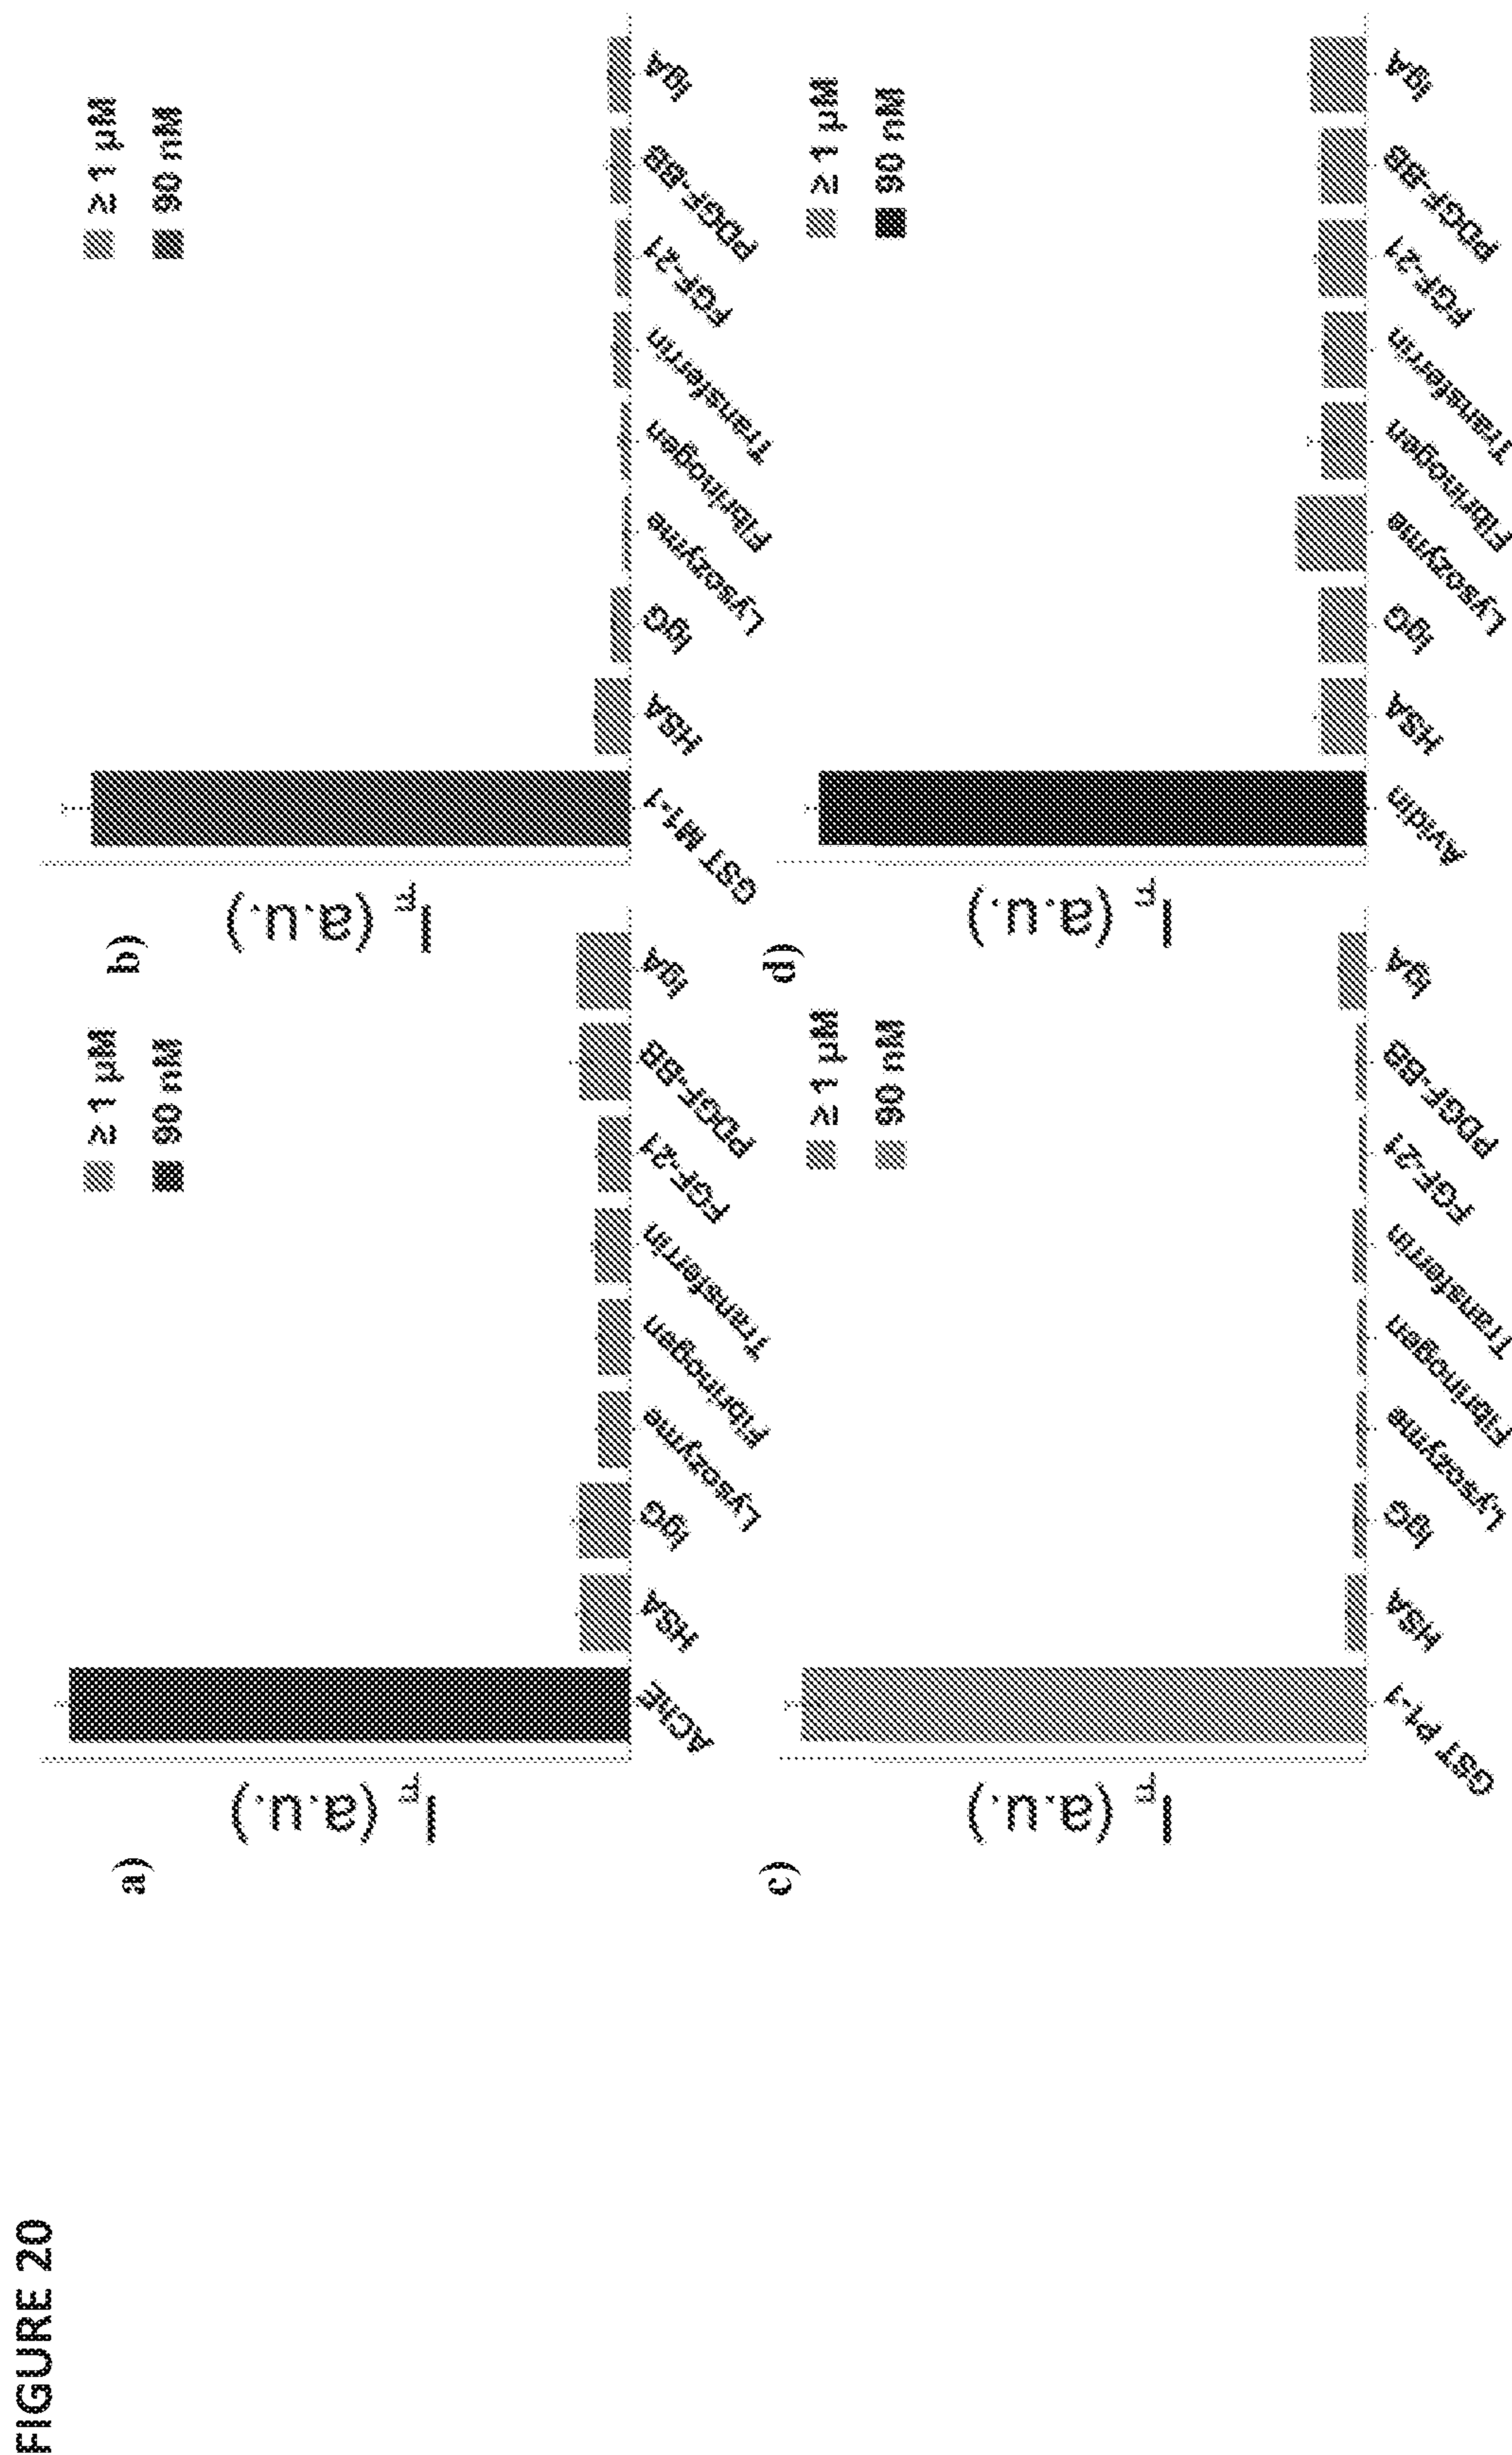 FIGURE 20
a)
I_F (a.u.)
≥ 1 µM
90 nM
AChE
HSA
IgG
Lysozyme
Fibrinogen
Transferrin
FGF-21
PDGF-BB
IgA
b)
I_F (a.u.)
≥ 1 µM
90 nM
GST M1-1
HSA
IgG
Lysozyme
Fibrinogen
Transferrin
FGF-21
PDGF-BB
IgA
c)
I_F (a.u.)
≥ 1 µM
90 nM
GST P1-1
HSA
IgG
Lysozyme
Fibrinogen
Transferrin
FGF-21
PDGF-BB
IgA
d)
I_F (a.u.)
≥ 1 µM
90 nM
Avidin
HSA
IgG
Lysozyme
Fibrinogen
Transferrin
FGF-21
PDGF-BB
IgA